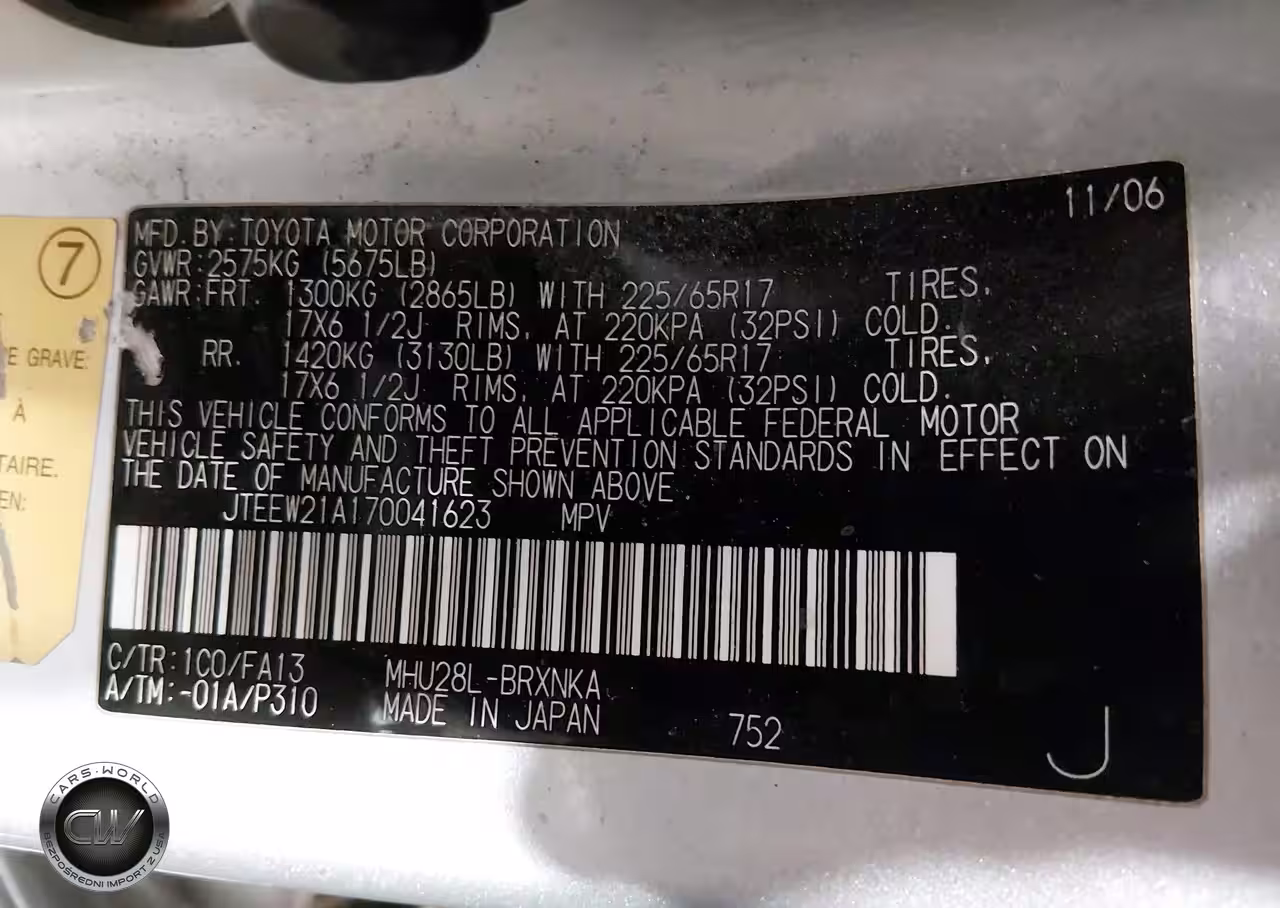 11/06
MFD. BY: TOYOTA MOTOR CORPORATION
GVWR: 2575KG (5675LB)
GAWR: FRT. 1300KG (2865LB) WITH 225/65R17 TIRES,
17X6 1/2J RIMS, AT 220KPA (32PSI) COLD.
RR. 1420KG (3130LB) WITH 225/65R17 TIRES,
17X6 1/2J RIMS, AT 220KPA (32PSI) COLD.
THIS VEHICLE CONFORMS TO ALL APPLICABLE FEDERAL MOTOR
VEHICLE SAFETY AND THEFT PREVENTION STANDARDS IN EFFECT ON
THE DATE OF MANUFACTURE SHOWN ABOVE.
JTEEW21A170041623 MPV
C/TR: 1C0/FA13 MHU28L-BRXNKA
A/TM: -01A/P310 MADE IN JAPAN
752
J
7
E GRAVE:
À
TAIRE.
EN:
CARS-WORLD
CW
BEZPOŚREDNI IMPORT Z USA